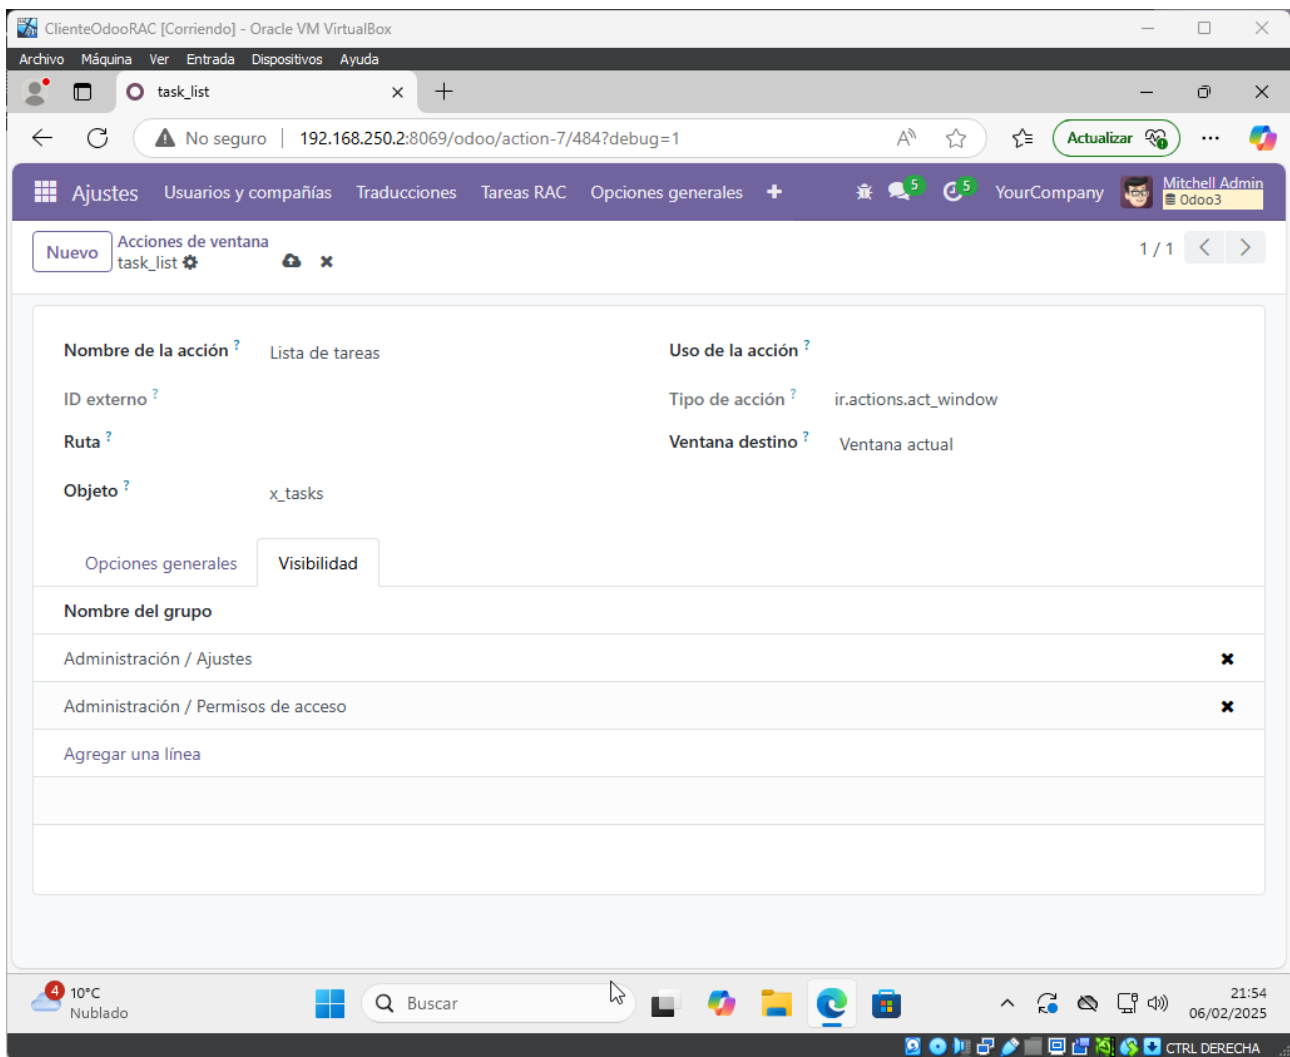 ClienteOdooRAC [Corriendo] - Oracle VM VirtualBox
Archivo Máquina Ver Entrada Dispositivos Ayuda
task_list
No seguro 192.168.250.2:8069/odoo/action-7/484?debug=1
Actualizar
Ajustes Usuarios y compañías Traducciones Tareas RAC Opciones generales
5 5 YourCompany
Mitchell Admin
Odoo3
Nuevo
Acciones de ventana
task_list
1 / 1
Nombre de la acción ? Lista de tareas
Uso de la acción ?
ID externo ?
Tipo de acción ? ir.actions.act_window
Ruta ?
Ventana destino ? Ventana actual
Objeto ? x_tasks
Opciones generales Visibilidad
Nombre del grupo
Administración / Ajustes
Administración / Permisos de acceso
Agregar una línea
4
10°C
Nublado
Buscar
21:54
06/02/2025
CTRL DERECHA